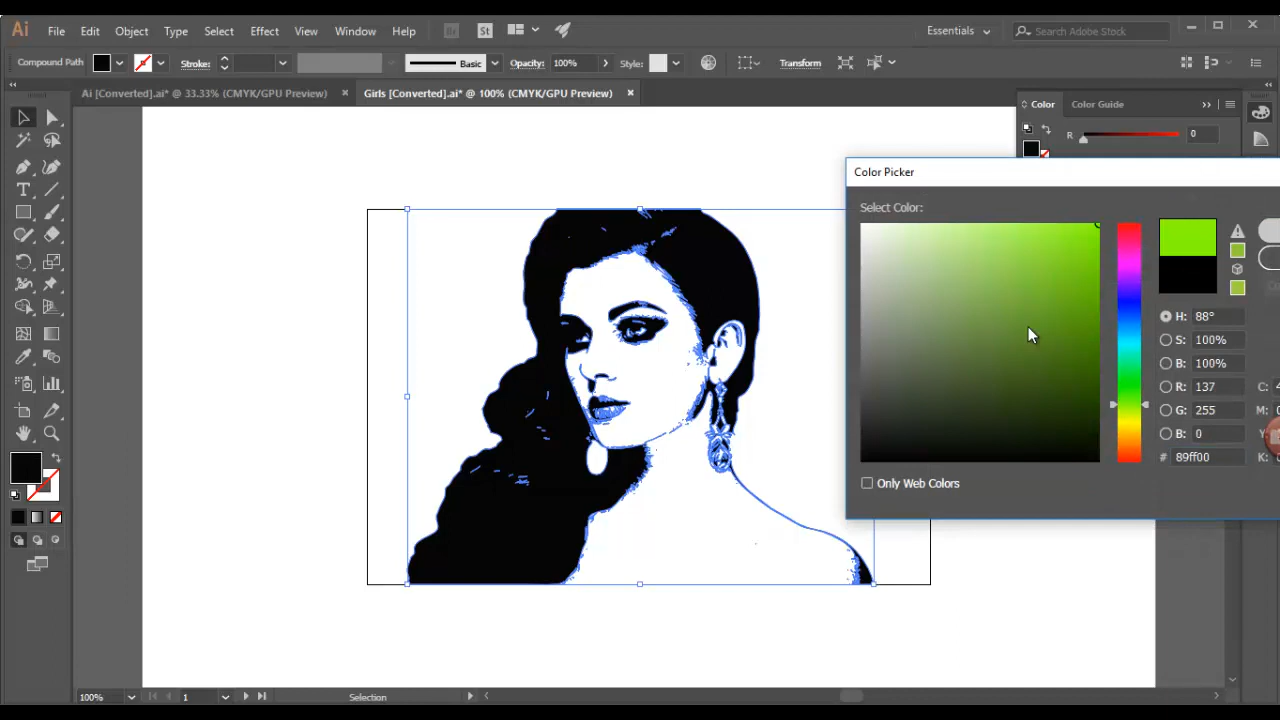 Ai File Edit Object Type Select Effect View Window Help Br St Essentials Search Adobe Stock
Compound Path Stroke: Basic Opacity: 100% Style: Transform
Ai [Converted].ai* @ 33.33% (CMYK/GPU Preview) × Girls [Converted].ai* @ 100% (CMYK/GPU Preview) ×
Color Color Guide
R 0
Color Picker
Select Color:
H: 88°
S: 100%
B: 100%
R: 137 C: 4
G: 255 M: 0
B: 0 Y:
# 89ff00 K:
Only Web Colors
100% 1 Selection